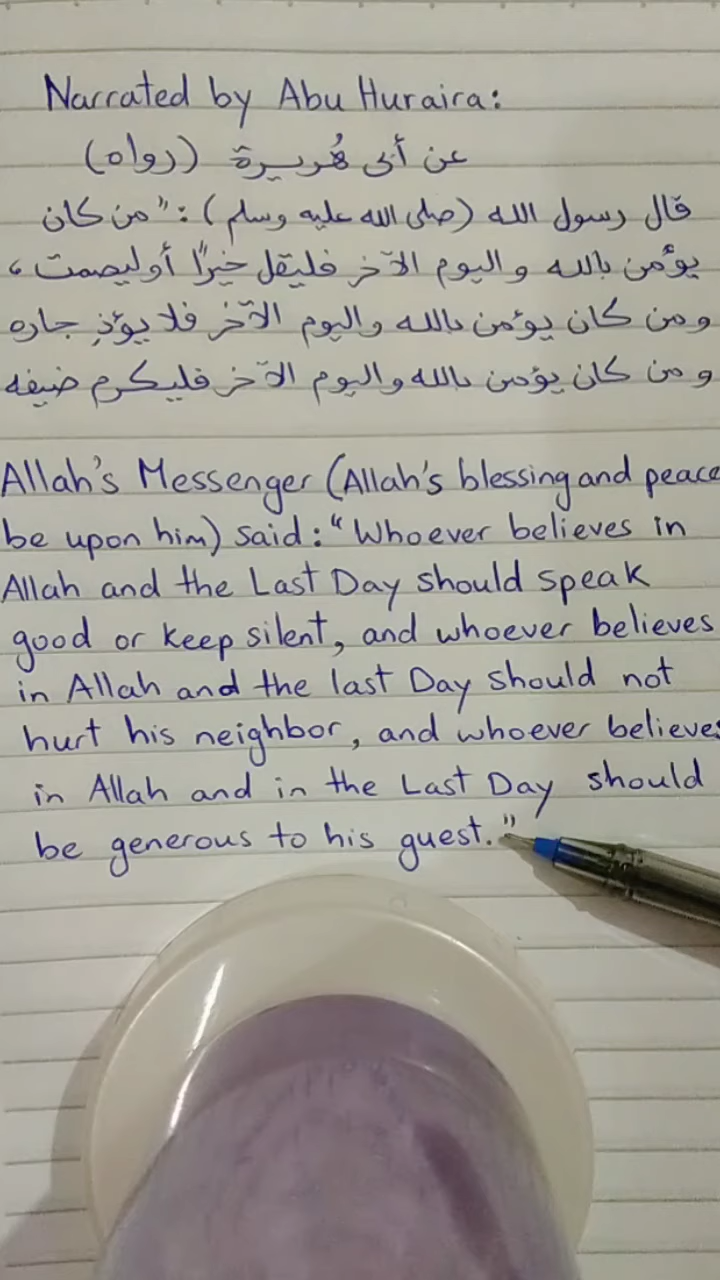 Narrated by Abu Huraira:
عن أبي هُريرة (رواه)
قال رسول الله (صلى الله عليه وسلم): "من كان
يؤمن بالله واليوم الآخر فليقل خيرًا أوليصمت،
ومن كان يؤمن بالله واليوم الآخر فلا يؤذِ جاره
ومن كان يؤمن بالله واليوم الآخر فليكرم ضيفه
Allah's Messenger (Allah's blessing and peace
be upon him) said: "Whoever believes in
Allah and the Last Day should speak
good or keep silent, and whoever believes
in Allah and the last Day should not
hurt his neighbor, and whoever believes
in Allah and in the Last Day should
be generous to his guest."